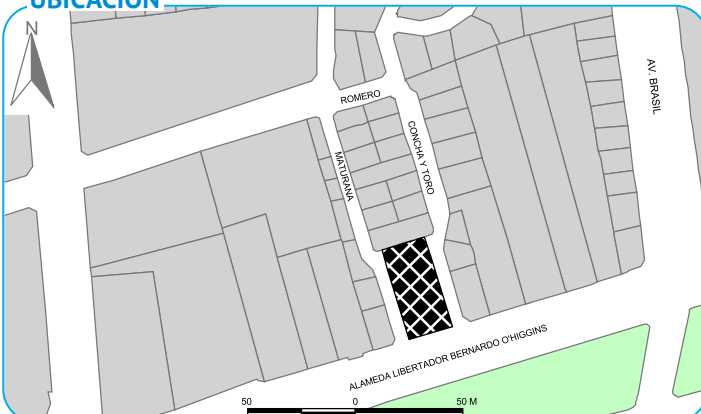 UBICACIÓN
N
ROMERO
MATURANA
CONCHA Y TORO
AV. BRASIL
ALAMEDA LIBERTADOR BERNARDO O'HIGGINS
50 0 50 M